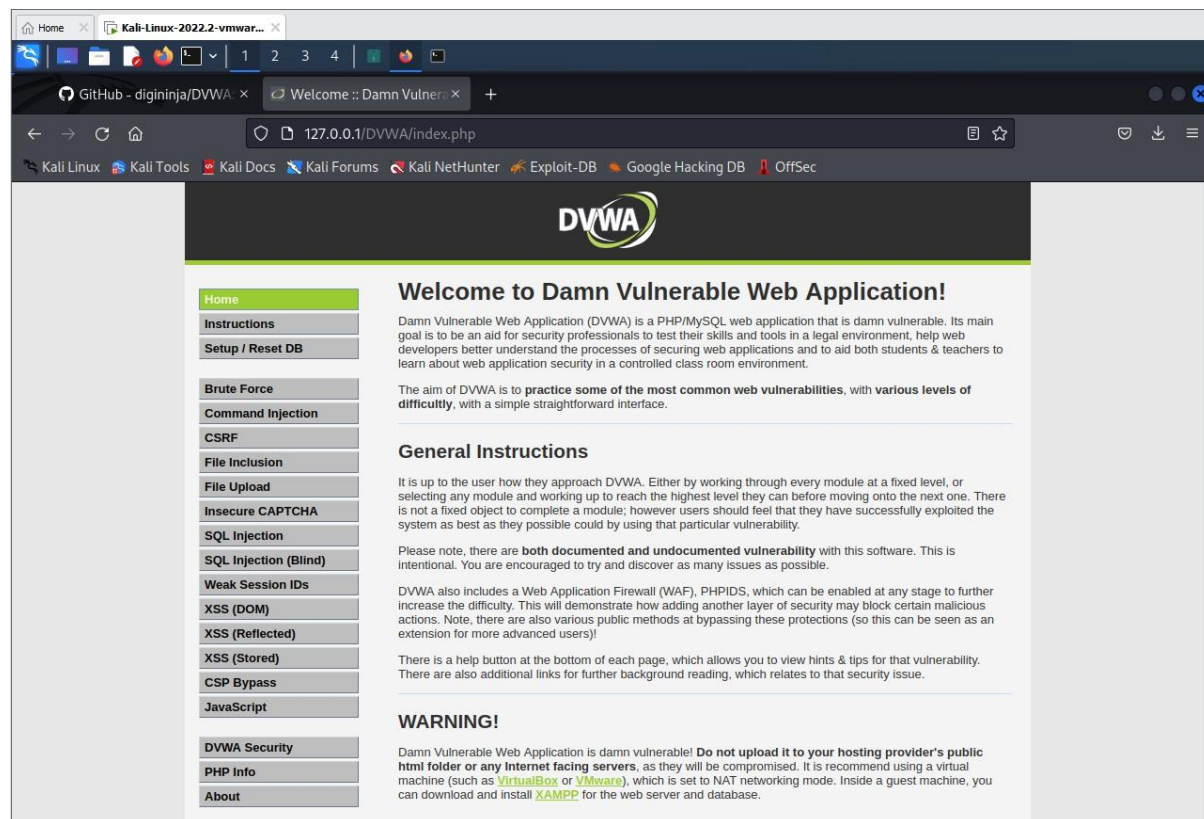 Home
Kali-Linux-2022.2-vmwar...
1 2 3 4
GitHub - digininja/DVWA:
Welcome :: Damn Vulnera
127.0.0.1/DVWA/index.php
Kali Linux Kali Tools Kali Docs Kali Forums Kali NetHunter Exploit-DB Google Hacking DB OffSec
DVWA
Home
Instructions
Setup / Reset DB
Brute Force
Command Injection
CSRF
File Inclusion
File Upload
Insecure CAPTCHA
SQL Injection
SQL Injection (Blind)
Weak Session IDs
XSS (DOM)
XSS (Reflected)
XSS (Stored)
CSP Bypass
JavaScript
DVWA Security
PHP Info
About
Welcome to Damn Vulnerable Web Application!
Damn Vulnerable Web Application (DVWA) is a PHP/MySQL web application that is damn vulnerable. Its main
goal is to be an aid for security professionals to test their skills and tools in a legal environment, help web
developers better understand the processes of securing web applications and to aid both students & teachers to
learn about web application security in a controlled class room environment.
The aim of DVWA is to practice some of the most common web vulnerabilities, with various levels of
difficultly, with a simple straightforward interface.
General Instructions
It is up to the user how they approach DVWA. Either by working through every module at a fixed level, or
selecting any module and working up to reach the highest level they can before moving onto the next one. There
is not a fixed object to complete a module; however users should feel that they have successfully exploited the
system as best as they possible could by using that particular vulnerability.
Please note, there are both documented and undocumented vulnerability with this software. This is
intentional. You are encouraged to try and discover as many issues as possible.
DVWA also includes a Web Application Firewall (WAF), PHPIDS, which can be enabled at any stage to further
increase the difficulty. This will demonstrate how adding another layer of security may block certain malicious
actions. Note, there are also various public methods at bypassing these protections (so this can be seen as an
extension for more advanced users)!
There is a help button at the bottom of each page, which allows you to view hints & tips for that vulnerability.
There are also additional links for further background reading, which relates to that security issue.
WARNING!
Damn Vulnerable Web Application is damn vulnerable! Do not upload it to your hosting provider's public
html folder or any Internet facing servers, as they will be compromised. It is recommend using a virtual
machine (such as VirtualBox or VMware), which is set to NAT networking mode. Inside a guest machine, you
can download and install XAMPP for the web server and database.